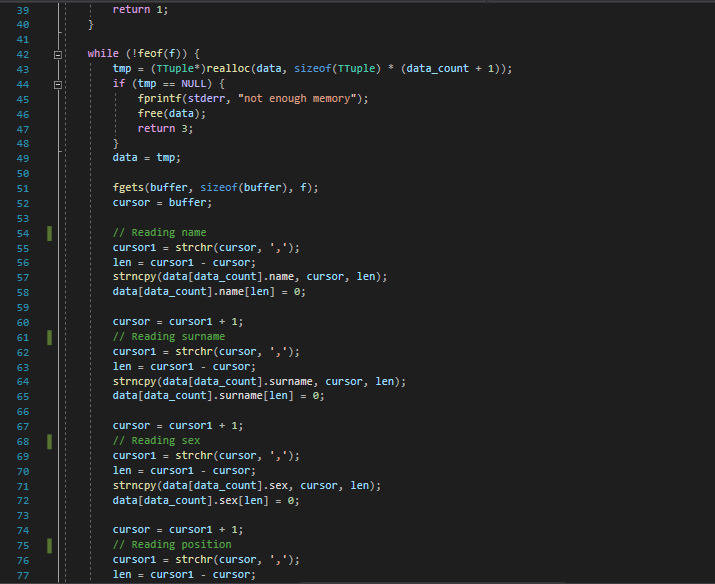 39 return 1;
40 }
41
42 while (!feof(f)) {
43 tmp = (TTuple*)realloc(data, sizeof(TTuple) * (data_count + 1));
44 if (tmp == NULL) {
45 fprintf(stderr, "not enough memory");
46 free(data);
47 return 3;
48 }
49 data = tmp;
50
51 fgets(buffer, sizeof(buffer), f);
52 cursor = buffer;
53
54 // Reading name
55 cursor1 = strchr(cursor, ',');
56 len = cursor1 - cursor;
57 strncpy(data[data_count].name, cursor, len);
58 data[data_count].name[len] = 0;
59
60 cursor = cursor1 + 1;
61 // Reading surname
62 cursor1 = strchr(cursor, ',');
63 len = cursor1 - cursor;
64 strncpy(data[data_count].surname, cursor, len);
65 data[data_count].surname[len] = 0;
66
67 cursor = cursor1 + 1;
68 // Reading sex
69 cursor1 = strchr(cursor, ',');
70 len = cursor1 - cursor;
71 strncpy(data[data_count].sex, cursor, len);
72 data[data_count].sex[len] = 0;
73
74 cursor = cursor1 + 1;
75 // Reading position
76 cursor1 = strchr(cursor, ',');
77 len = cursor1 - cursor;